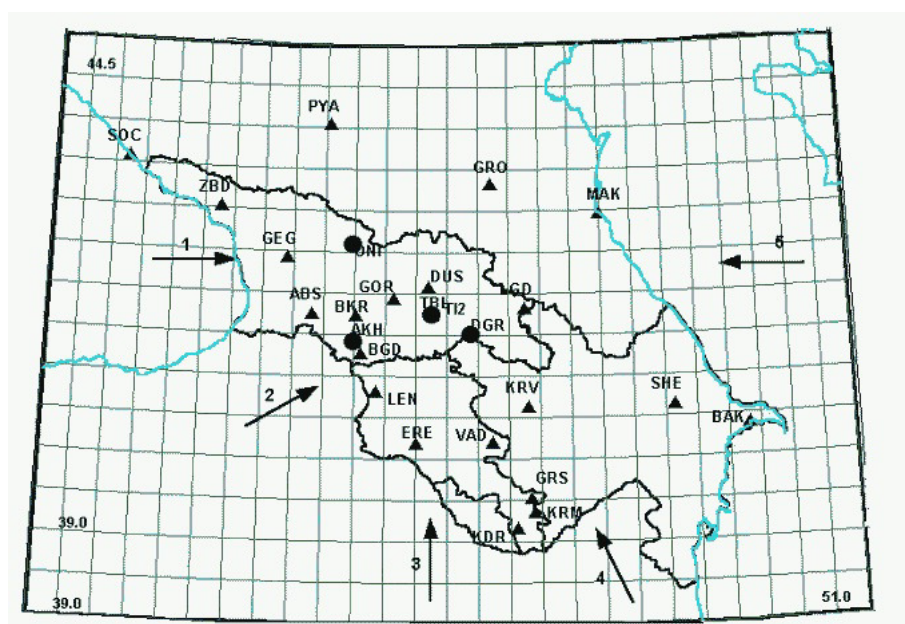 44.5
PYA
SOC
GRO
ZBD
MAK
GEG
1
ONI
5
DUS
GOR
LGD
ABS
BKR
TBL
TI2
AKH
DGR
BGD
2
LEN
KRV
SHE
BAK
ERE
VAD
GRS
KRM
39.0
KDR
3
4
39.0
51.0